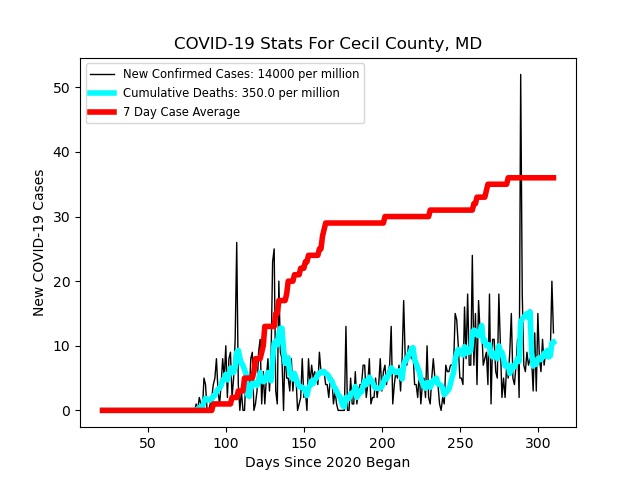 COVID-19 Stats For Cecil County, MD
New Confirmed Cases: 14000 per million
Cumulative Deaths: 350.0 per million
7 Day Case Average
New COVID-19 Cases
50
40
30
20
10
0
50 100 150 200 250 300
Days Since 2020 Began